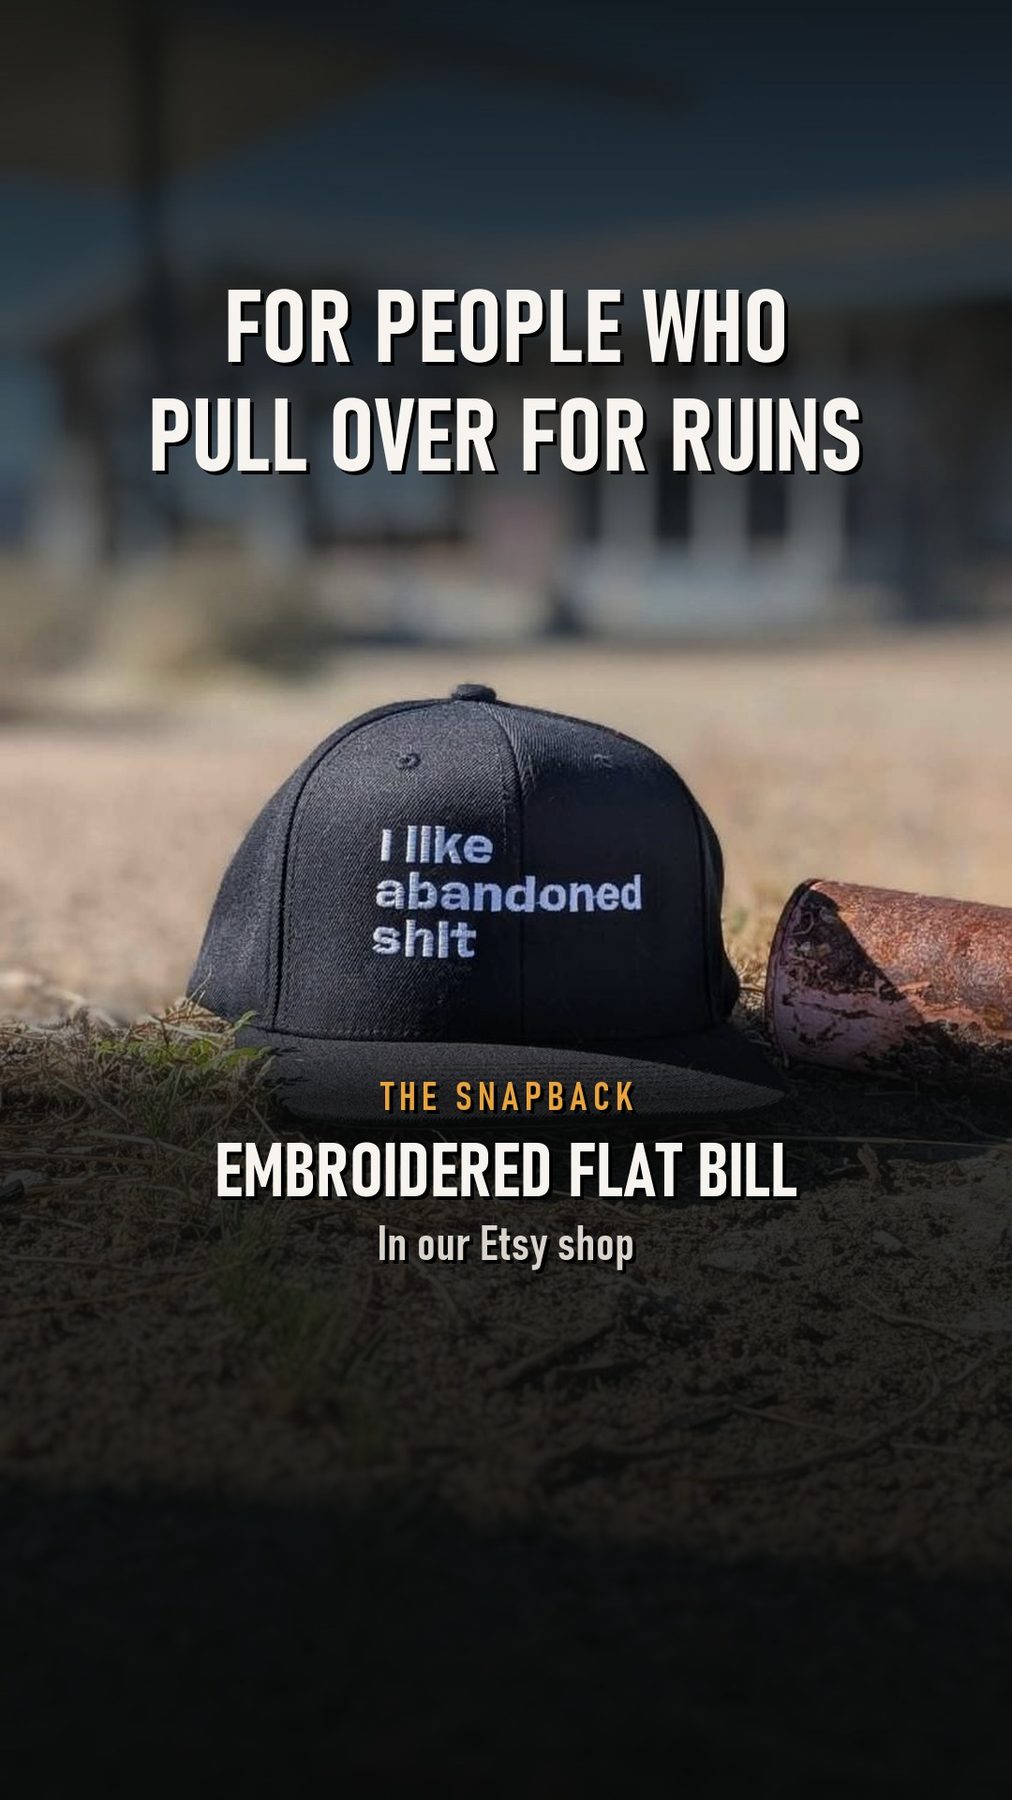 FOR PEOPLE WHO
PULL OVER FOR RUINS
I like
abandoned
shit
THE SNAPBACK
EMBROIDERED FLAT BILL
In our Etsy shop